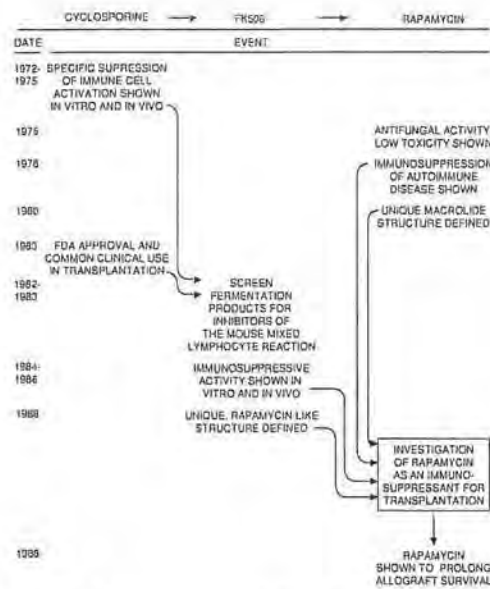 CYCLOSPORINE → FK506 → RAPAMYCIN
DATE EVENT
1972- SPECIFIC SUPRESSION
1975 OF IMMUNE CELL
ACTIVATION SHOWN
IN VITRO AND IN VIVO
1975 ANTIFUNGAL ACTIVITY
LOW TOXICITY SHOWN
IMMUNOSUPPRESSION
OF AUTOIMMUNE
DISEASE SHOWN
1980 UNIQUE MACROLIDE
STRUCTURE DEFINED
1983 FDA APPROVAL AND
COMMON CLINICAL USE
IN TRANSPLANTATION
1982- SCREEN
1983 FERMENTATION
PRODUCTS FOR
INHIBITORS OF
THE MOUSE MIXED
LYMPHOCYTE REACTION
1984- IMMUNOSUPPRESSIVE
1986 ACTIVITY SHOWN IN
VITRO AND IN VIVO
1988 UNIQUE, RAPAMYCIN LIKE
STRUCTURE DEFINED
INVESTIGATION
OF RAPAMYCIN
AS AN IMMUNO-
SUPPRESSANT FOR
TRANSPLANTATION
RAPAMYCIN
SHOWN TO PROLONG
ALLOGRAFT SURVIVAL